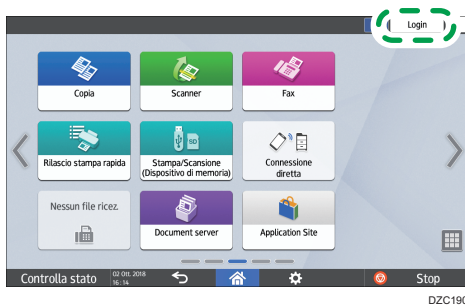 Login
Copia
Scanner
Fax
SD
Rilascio stampa rapida
Stampa/Scansione
(Dispositivo di memoria)
Connessione
diretta
Nessun file ricez.
Document server
Application Site
Controlla stato
02 Ott. 2018
16 : 14
Stop
DZC190